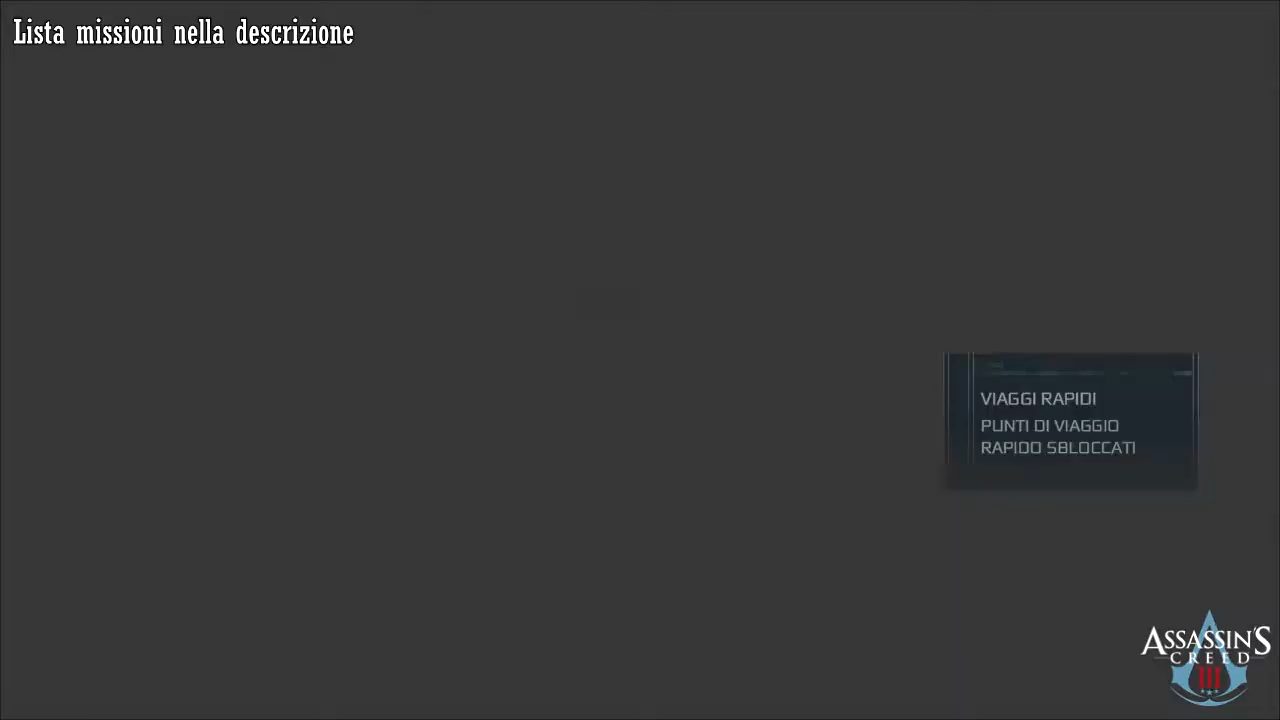 Lista missioni nella descrizione
VIAGGI RAPIDI
PUNTI DI VIAGGIO
RAPIDO SBLOCCATI
ASSASSIN'S
CREED
III